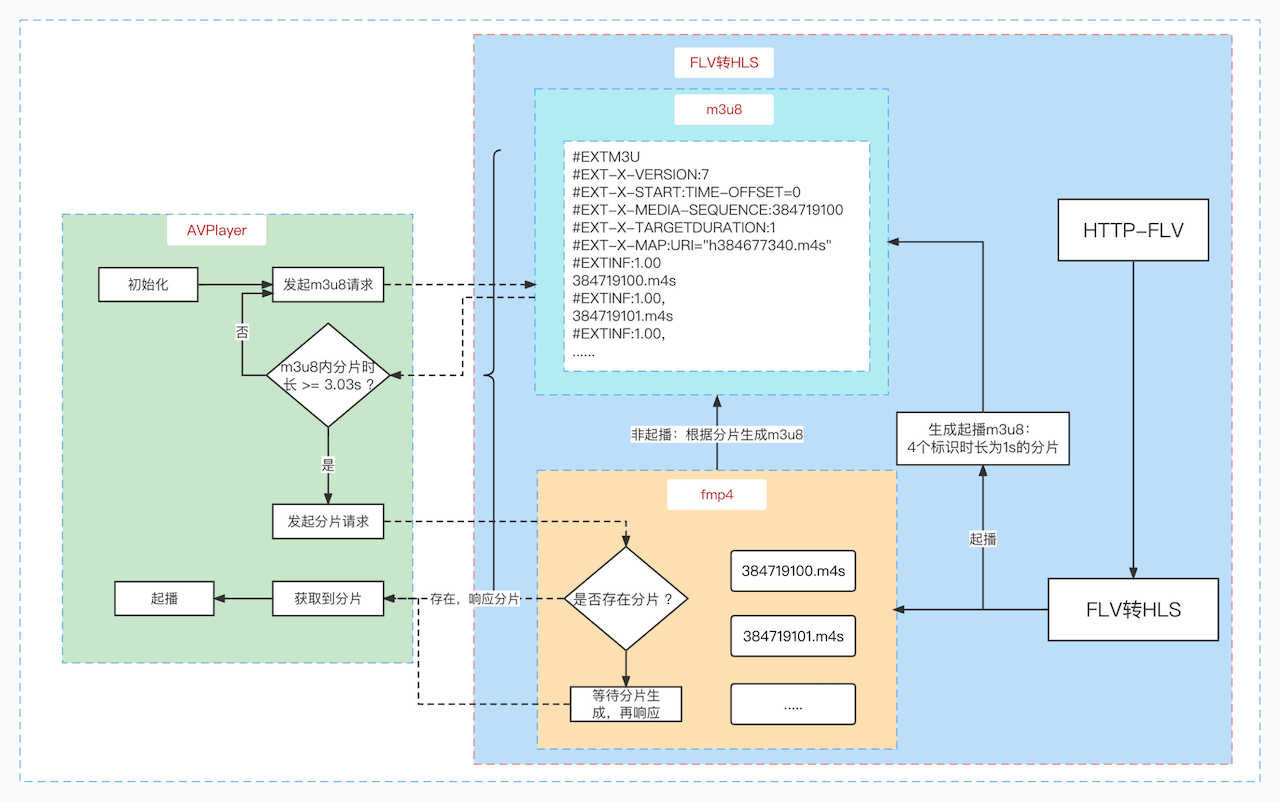 FLV转HLS
m3u8
#EXTM3U
#EXT-X-VERSION:7
#EXT-X-START:TIME-OFFSET=0
#EXT-X-MEDIA-SEQUENCE:384719100
#EXT-X-TARGETDURATION:1
#EXT-X-MAP:URI="h384677340.m4s"
#EXTINF:1.00
384719100.m4s
#EXTINF:1.00,
384719101.m4s
#EXTINF:1.00,
......
HTTP-FLV
AVPlayer
初始化
发起m3u8请求
否
m3u8内分片时
长 >= 3.03s ?
是
发起分片请求
起播
获取到分片
存在，响应分片
非起播：根据分片生成m3u8
生成起播m3u8：
4个标识时长为1s的分片
起播
FLV转HLS
fmp4
是否存在分片 ?
等待分片生
成，再响应
384719100.m4s
384719101.m4s
.....